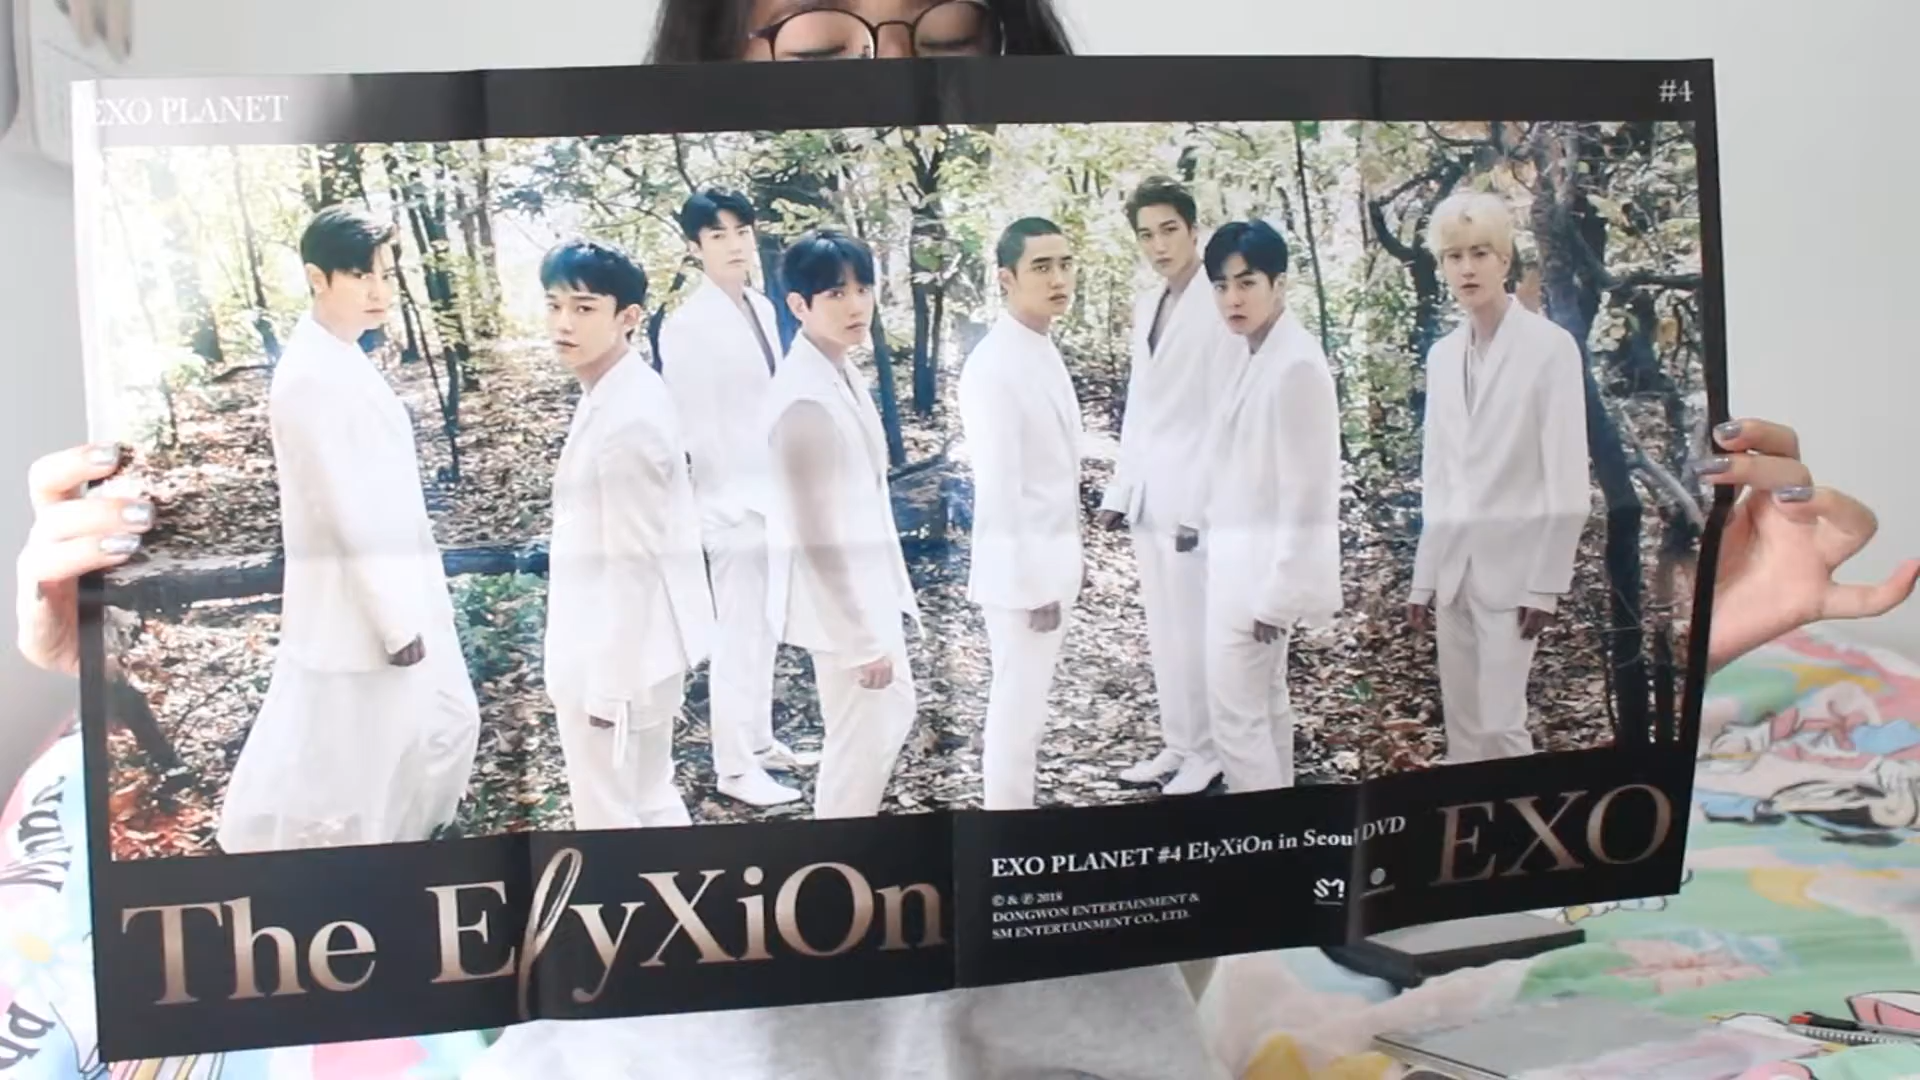 EXO PLANET
#4
The ElyXiOn
EXO PLANET #4 ElyXiOn in Seoul DVD
© & ℗ 2018
DONGWON ENTERTAINMENT &
SM ENTERTAINMENT CO., LTD.
EXO